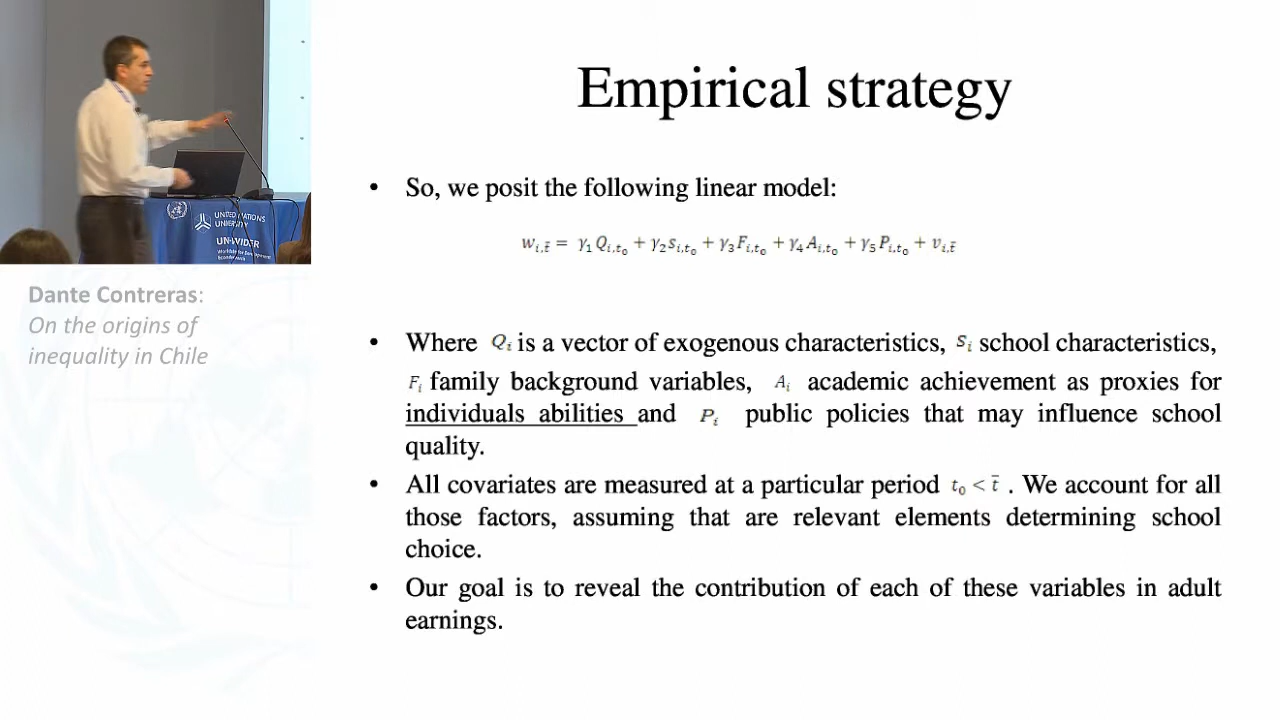 Empirical strategy
• So, we posit the following linear model:
w_{i,t̄} = γ₁Q_{i,t₀} + γ₂s_{i,t₀} + γ₃F_{i,t₀} + γ₄A_{i,t₀} + γ₅P_{i,t₀} + υ_{i,t̄}
• Where Q_i is a vector of exogenous characteristics, s_i school characteristics,
F_i family background variables, A_i academic achievement as proxies for
individuals abilities and P_i public policies that may influence school
quality.
• All covariates are measured at a particular period t₀ < t̄ . We account for all
those factors, assuming that are relevant elements determining school
choice.
• Our goal is to reveal the contribution of each of these variables in adult
earnings.
UNITED NATIONS
UNIVERSITY
UNU-WIDER
Dante Contreras:
On the origins of
inequality in Chile